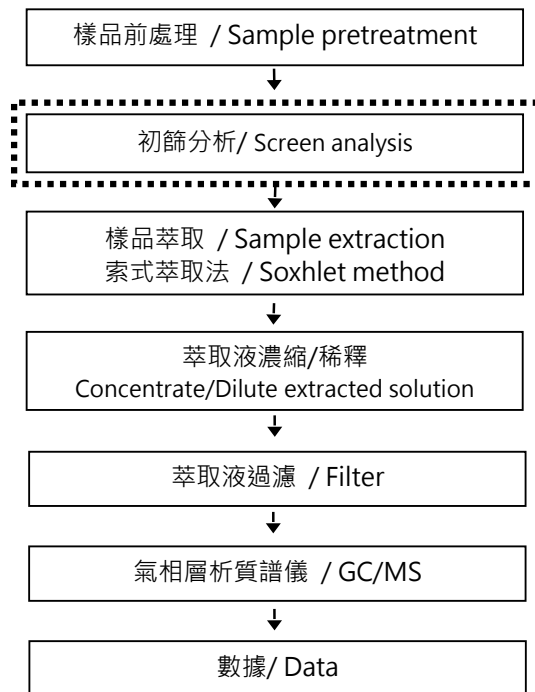 樣品前處理 / Sample pretreatment
初篩分析/ Screen analysis
樣品萃取 / Sample extraction
索式萃取法 / Soxhlet method
萃取液濃縮/稀釋
Concentrate/Dilute extracted solution
萃取液過濾 / Filter
氣相層析質譜儀 / GC/MS
數據/ Data